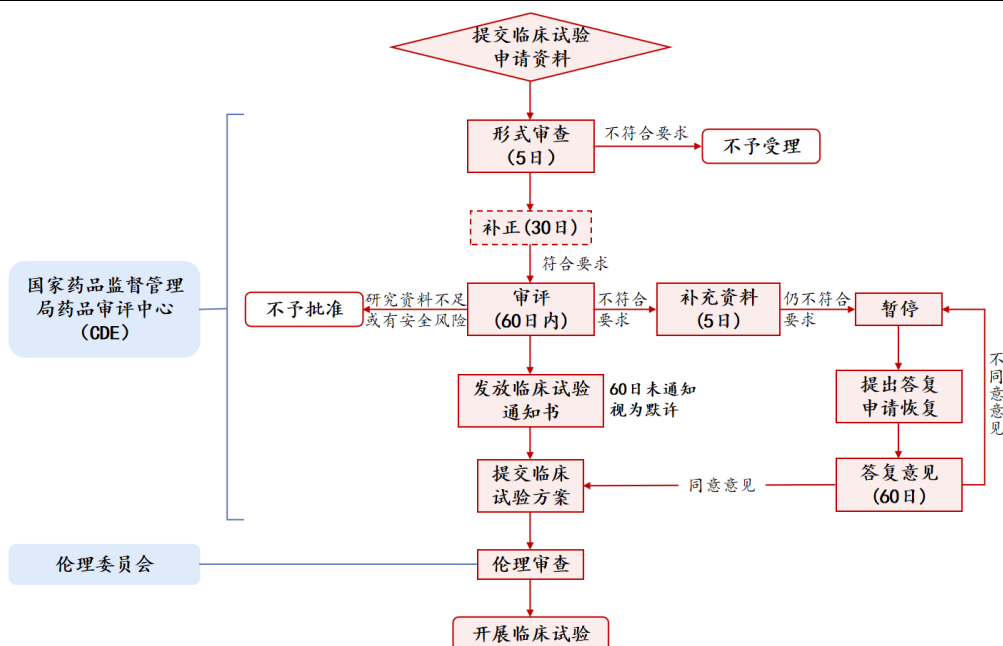 提交临床试验
申请资料
形式审查
(5日)
不符合要求
不予受理
补正(30日)
符合要求
国家药品监督管理
局药品审评中心
(CDE)
不予批准
研究资料不足
或有安全风险
审评
(60日内)
不符合
要求
补充资料
(5日)
仍不符合
要求
暂停
不同意意见
提出答复
申请恢复
发放临床试验
通知书
60日未通知
视为默许
提交临床
试验方案
同意意见
答复意见
(60日)
伦理委员会
伦理审查
开展临床试验